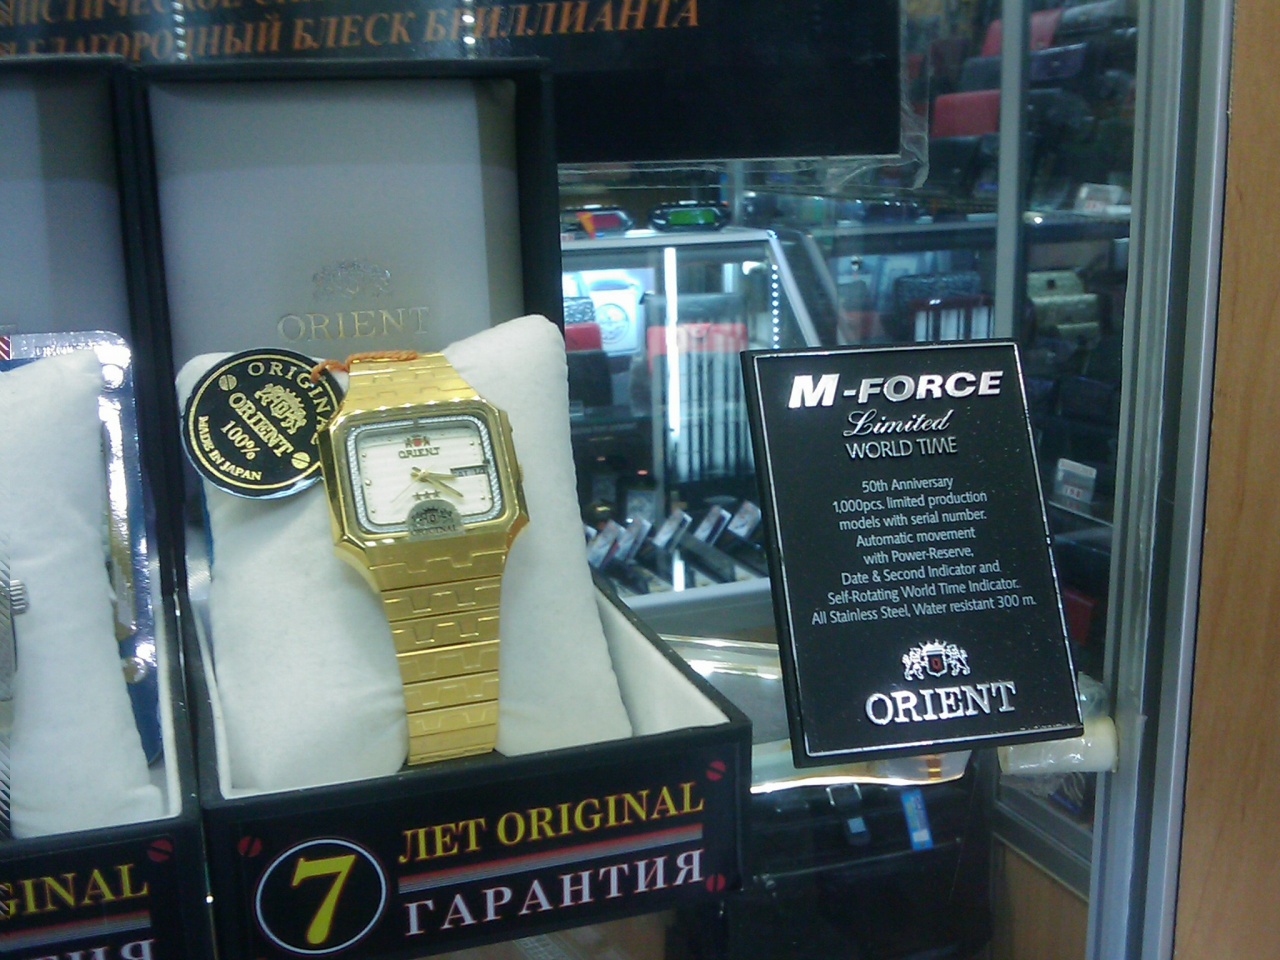 БЛЕСК БРИЛЛИАНТА
ORIENT
ORIGINAL
ORIENT
100%
MADE IN JAPAN
ORIENT
ORIGINAL
M-FORCE
Limited
WORLD TIME
50th Anniversary
1,000pcs. limited production
models with serial number.
Automatic movement
with Power-Reserve,
Date & Second Indicator and
Self-Rotating World Time Indicator.
All Stainless Steel, Water resistant 300 m.
ORIENT
7
ЛЕТ ORIGINAL
ГАРАНТИЯ
GINAL